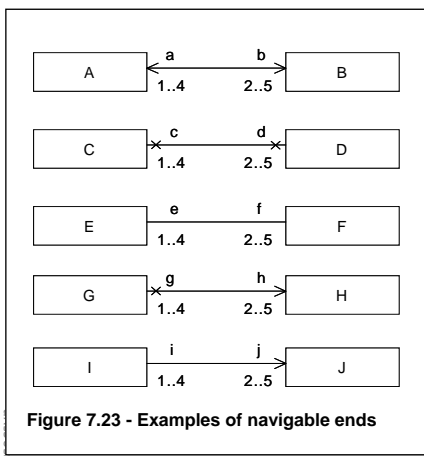 a b
A B
1..4 2..5
c d
C D
1..4 2..5
e f
E F
1..4 2..5
g h
G H
1..4 2..5
i j
I J
1..4 2..5
Figure 7.23 - Examples of navigable ends